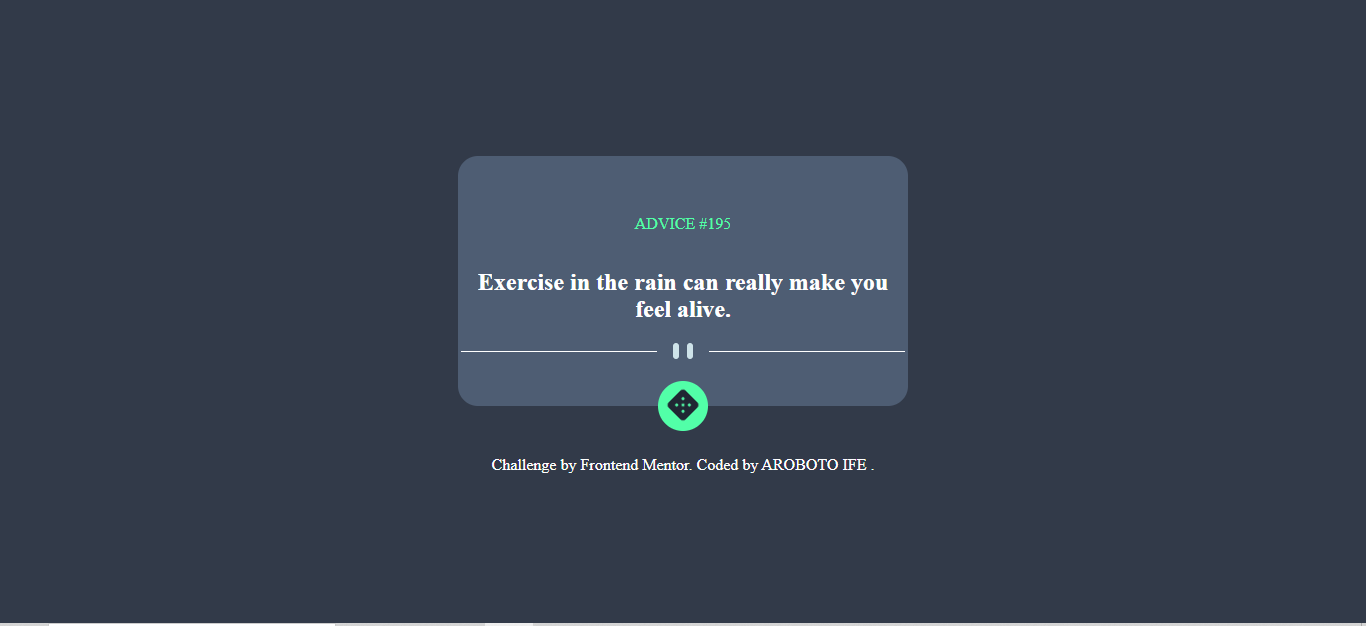 ADVICE #195
Exercise in the rain can really make you
feel alive.
Challenge by Frontend Mentor. Coded by AROBOTO IFE .